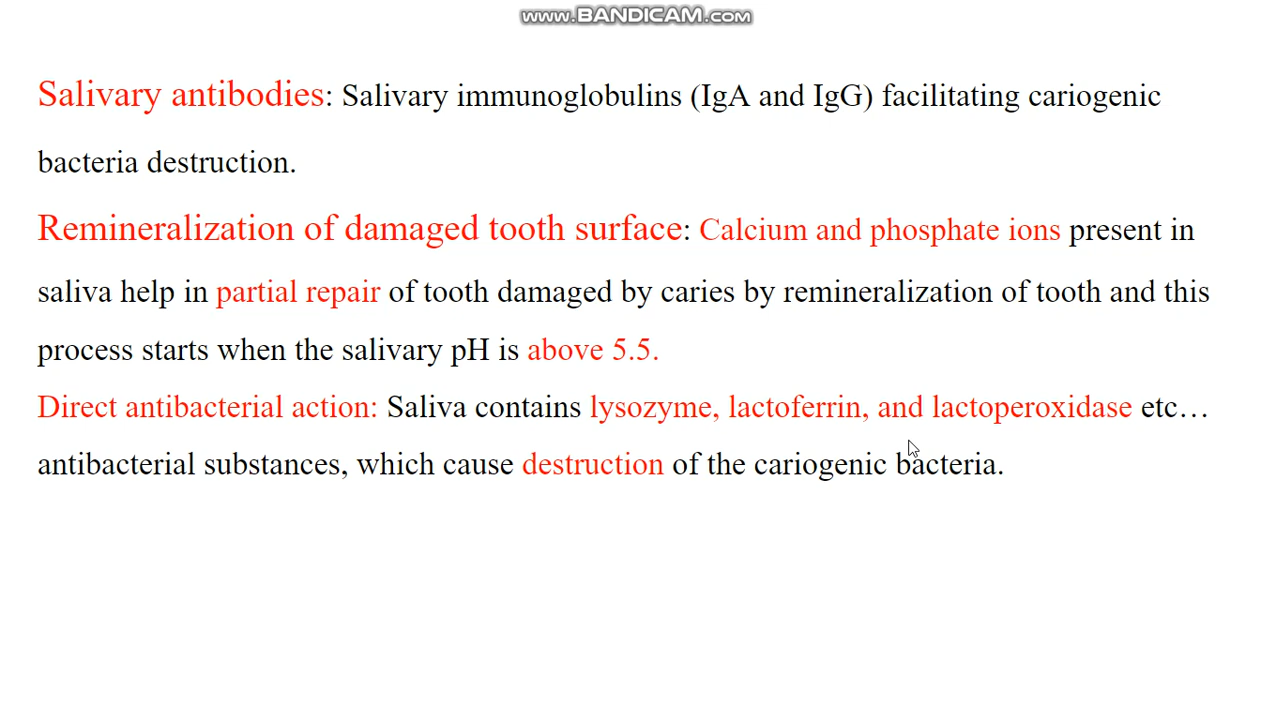 www.BANDICAM.com
Salivary antibodies: Salivary immunoglobulins (IgA and IgG) facilitating cariogenic
bacteria destruction.
Remineralization of damaged tooth surface: Calcium and phosphate ions present in
saliva help in partial repair of tooth damaged by caries by remineralization of tooth and this
process starts when the salivary pH is above 5.5.
Direct antibacterial action: Saliva contains lysozyme, lactoferrin, and lactoperoxidase etc…
antibacterial substances, which cause destruction of the cariogenic bacteria.